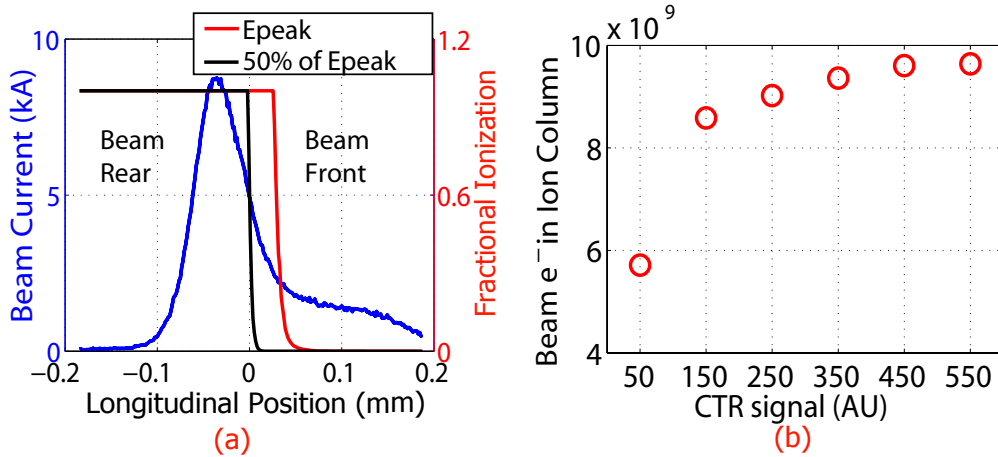 Epeak
50% of Epeak
10
5
0
Beam Current (kA)
1.2
0.6
0
Fractional Ionization
Beam
Rear
Beam
Front
−0.2
−0.1
0
0.1
0.2
Longitudinal Position (mm)
(a)
x 10⁹
10
8
6
4
Beam e⁻ in Ion Column
50
150
250
350
450
550
CTR signal (AU)
(b)